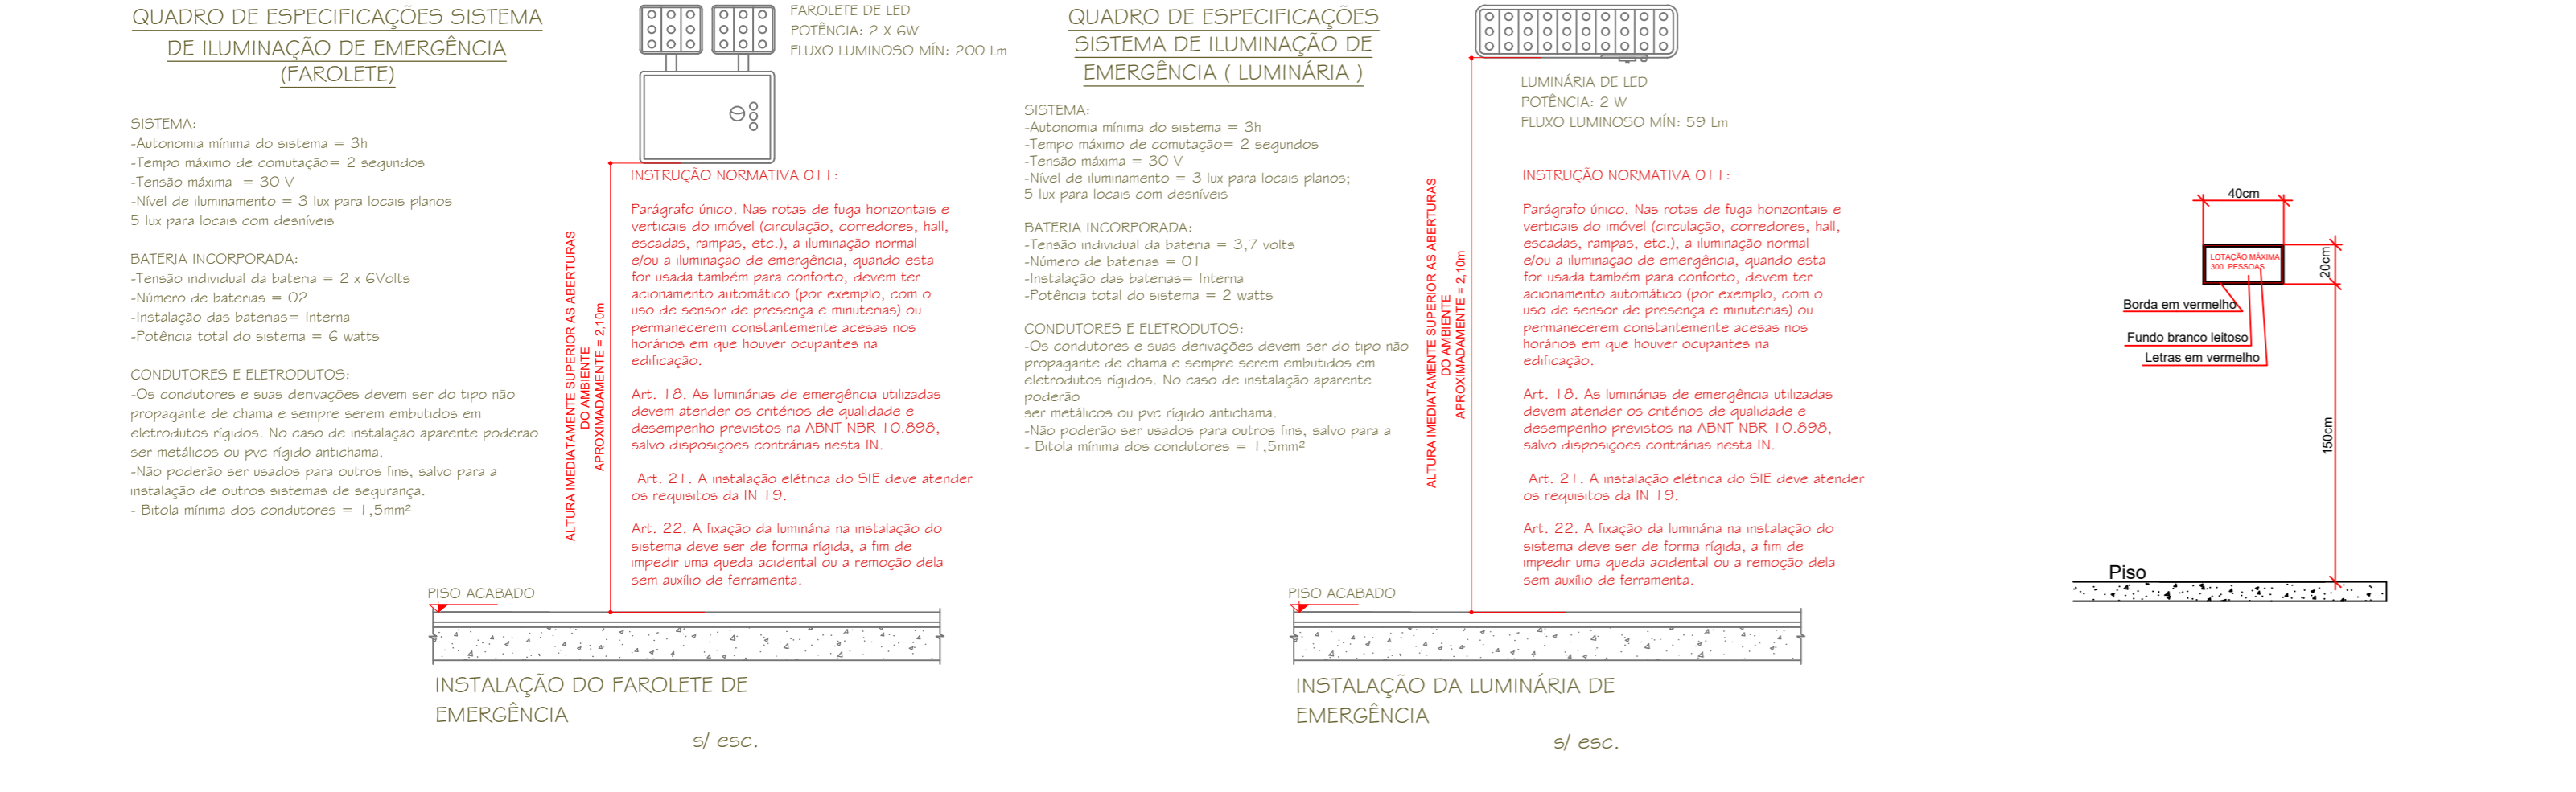 QUADRO DE ESPECIFICAÇÕES SISTEMA
DE ILUMINAÇÃO DE EMERGÊNCIA
(FAROLETE)
SISTEMA:
-Autonomia mínima do sistema = 3h
-Tempo máximo de comutação= 2 segundos
-Tensão máxima = 30 V
-Nível de iluminamento = 3 lux para locais planos
5 lux para locais com desníveis
BATERIA INCORPORADA:
-Tensão individual da bateria = 2 x 6Volts
-Número de baterias = 02
-Instalação das baterias= Interna
-Potência total do sistema = 6 watts
CONDUTORES E ELETRODUTOS:
-Os condutores e suas derivações devem ser do tipo não
propagante de chama e sempre serem embutidos em
eletrodutos rígidos. No caso de instalação aparente poderão
ser metálicos ou pvc rígido antichama.
-Não poderão ser usados para outros fins, salvo para a
instalação de outros sistemas de segurança.
- Bitola mínima dos condutores = 1,5mm²
FAROLETE DE LED
POTÊNCIA: 2 X 6W
FLUXO LUMINOSO MÍN: 200 Lm
ALTURA IMEDIATAMENTE SUPERIOR AS ABERTURAS
DO AMBIENTE
APROXIMADAMENTE = 2,10m
INSTRUÇÃO NORMATIVA 011:
Parágrafo único. Nas rotas de fuga horizontais e
verticais do imóvel (circulação, corredores, hall,
escadas, rampas, etc.), a iluminação normal
e/ou a iluminação de emergência, quando esta
for usada também para conforto, devem ter
acionamento automático (por exemplo, com o
uso de sensor de presença e minuterias) ou
permanecerem constantemente acesas nos
horários em que houver ocupantes na
edificação.
Art. 18. As luminárias de emergência utilizadas
devem atender os critérios de qualidade e
desempenho previstos na ABNT NBR 10.898,
salvo disposições contrárias nesta IN.
Art. 21. A instalação elétrica do SIE deve atender
os requisitos da IN 19.
Art. 22. A fixação da luminária na instalação do
sistema deve ser de forma rígida, a fim de
impedir uma queda acidental ou a remoção dela
sem auxílio de ferramenta.
PISO ACABADO
INSTALAÇÃO DO FAROLETE DE
EMERGÊNCIA
s/ esc.
QUADRO DE ESPECIFICAÇÕES
SISTEMA DE ILUMINAÇÃO DE
EMERGÊNCIA ( LUMINÁRIA )
SISTEMA:
-Autonomia mínima do sistema = 3h
-Tempo máximo de comutação= 2 segundos
-Tensão máxima = 30 V
-Nível de iluminamento = 3 lux para locais planos;
5 lux para locais com desníveis
BATERIA INCORPORADA:
-Tensão individual da bateria = 3,7 volts
-Número de baterias = 01
-Instalação das baterias= Interna
-Potência total do sistema = 2 watts
CONDUTORES E ELETRODUTOS:
-Os condutores e suas derivações devem ser do tipo não
propagante de chama e sempre serem embutidos em
eletrodutos rígidos. No caso de instalação aparente
poderão
ser metálicos ou pvc rígido antichama.
-Não poderão ser usados para outros fins, salvo para a
- Bitola mínima dos condutores = 1,5mm²
LUMINÁRIA DE LED
POTÊNCIA: 2 W
FLUXO LUMINOSO MÍN: 59 Lm
ALTURA IMEDIATAMENTE SUPERIOR AS ABERTURAS
DO AMBIENTE
APROXIMADAMENTE = 2,10m
INSTRUÇÃO NORMATIVA 011:
Parágrafo único. Nas rotas de fuga horizontais e
verticais do imóvel (circulação, corredores, hall,
escadas, rampas, etc.), a iluminação normal
e/ou a iluminação de emergência, quando esta
for usada também para conforto, devem ter
acionamento automático (por exemplo, com o
uso de sensor de presença e minuterias) ou
permanecerem constantemente acesas nos
horários em que houver ocupantes na
edificação.
Art. 18. As luminárias de emergência utilizadas
devem atender os critérios de qualidade e
desempenho previstos na ABNT NBR 10.898,
salvo disposições contrárias nesta IN.
Art. 21. A instalação elétrica do SIE deve atender
os requisitos da IN 19.
Art. 22. A fixação da luminária na instalação do
sistema deve ser de forma rígida, a fim de
impedir uma queda acidental ou a remoção dela
sem auxílio de ferramenta.
PISO ACABADO
INSTALAÇÃO DA LUMINÁRIA DE
EMERGÊNCIA
s/ esc.
40cm
LOTAÇÃO MÁXIMA
300 PESSOAS
20cm
Borda em vermelho
Fundo branco leitoso
Letras em vermelho
150cm
Piso